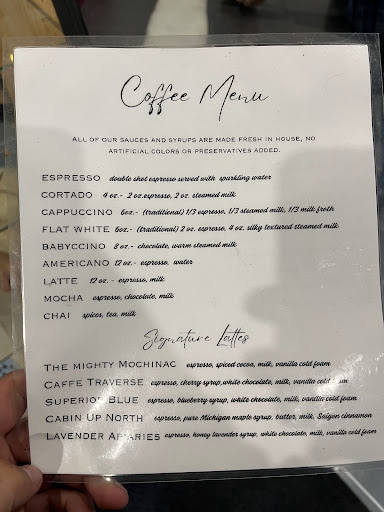 Coffee Menu
ALL OF OUR SAUCES AND SYRUPS ARE MADE FRESH IN HOUSE, NO
ARTIFICIAL COLORS OR PRESERVATIVES ADDED.
ESPRESSO double shot espresso served with sparkling water
CORTADO 4 oz. - 2 oz. espresso, 2 oz. steamed milk
CAPPUCCINO 6oz. - (traditional) 1/3 espresso, 1/3 steamed milk, 1/3 milk froth
FLAT WHITE 6oz. - (traditional) 2 oz. espresso, 4 oz. silky textured steamed milk
BABYCCINO 8 oz. - chocolate, warm steamed milk
AMERICANO 12 oz. - espresso, water
LATTE 12 oz. - espresso, milk
MOCHA espresso, chocolate, milk
CHAI spices, tea, milk
Signature Lattes
THE MIGHTY MOCHINAC espresso, spiced cocoa, milk, vanilla cold foam
CAFFE TRAVERSE espresso, cherry syrup, white chocolate, milk, vanilla cold foam
SUPERIOR BLUE espresso, blueberry syrup, white chocolate, milk, vanilla cold foam
CABIN UP NORTH espresso, pure Michigan maple syrup, butter, milk, Saigon cinnamon
LAVENDER APIARIES espresso, honey lavender syrup, white chocolate, milk, vanilla cold foam